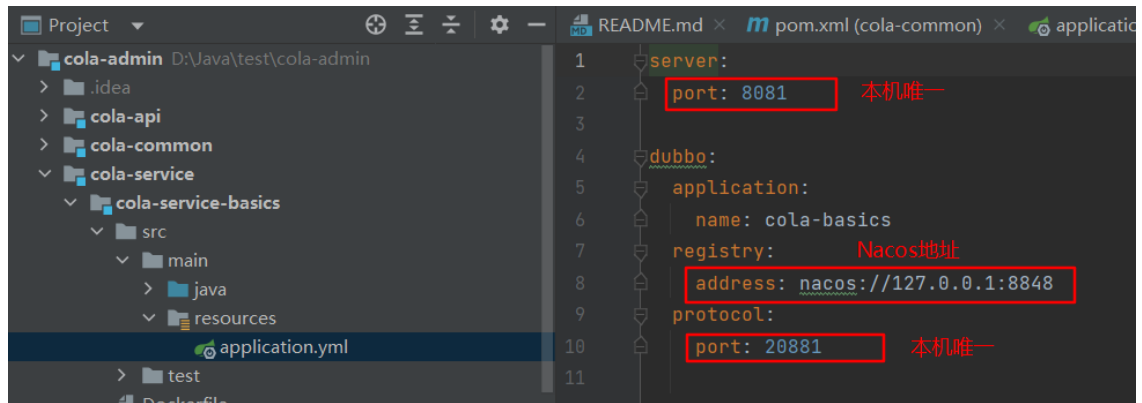 Project
README.md
pom.xml (cola-common)
applicatio
cola-admin D:\Java\test\cola-admin
.idea
cola-api
cola-common
cola-service
cola-service-basics
src
main
java
resources
application.yml
test
Dockerfile
1 server:
2 port: 8081 本机唯一
3
4 dubbo:
5 application:
6 name: cola-basics
7 registry: Nacos地址
8 address: nacos://127.0.0.1:8848
9 protocol:
10 port: 20881 本机唯一
11